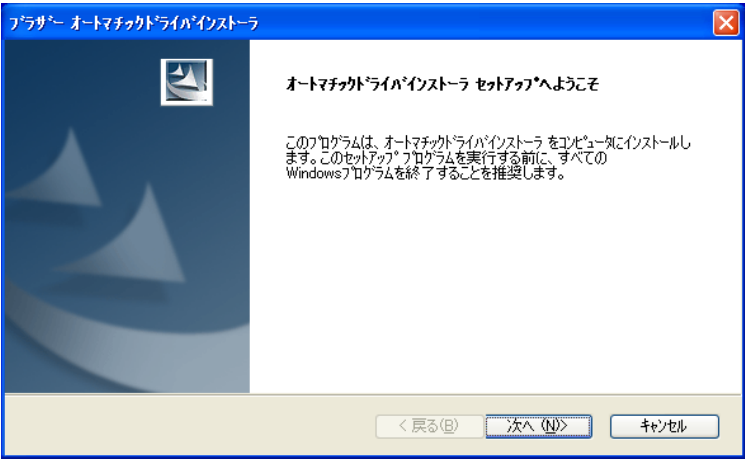 ブラザー オートマチックドライバインストーラ
オートマチックドライバインストーラ セットアップへようこそ
このプログラムは、オートマチックドライバインストーラ をコンピュータにインストールし
ます。このセットアップ プログラムを実行する前に、すべての
Windowsプログラムを終了することを推奨します。
< 戻る(B)
次へ (N)>
キャンセル